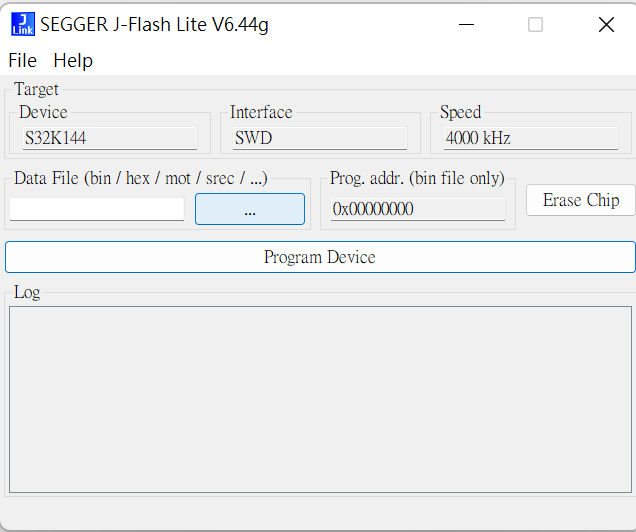 J Link SEGGER J-Flash Lite V6.44g
File Help
Target
Device Interface Speed
S32K144 SWD 4000 kHz
Data File (bin / hex / mot / srec / ...) Prog. addr. (bin file only)
... 0x00000000 Erase Chip
Program Device
Log